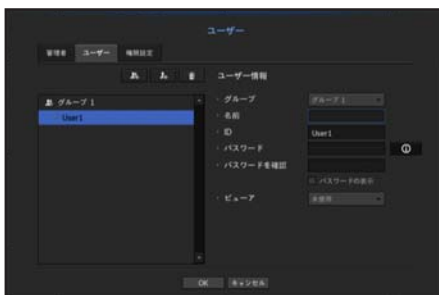 ユーザー
管理者 ユーザー 権限設定
ユーザー情報
グループ 1
User1
・ グループ グループ 1
・ 名前
・ ID User1
・ パスワード
・ パスワードを確認
パスワードの表示
・ ビューア 未使用
OK キャンセル